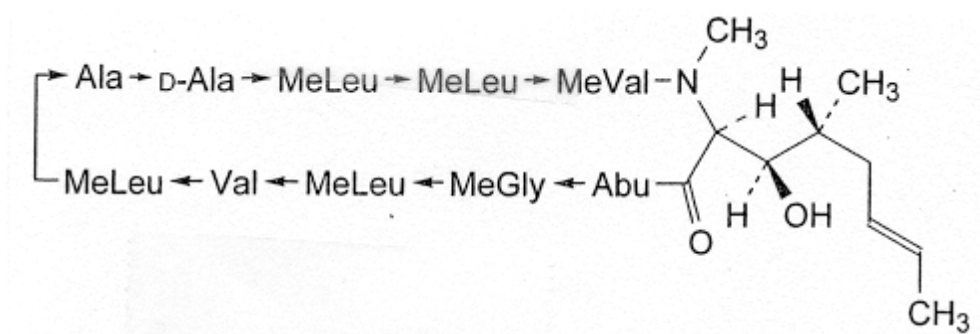 CH3
Ala → D-Ala → MeLeu → MeLeu → MeVal – N
H H CH3
MeLeu ← Val ← MeLeu ← MeGly ← Abu
H OH
O
CH3